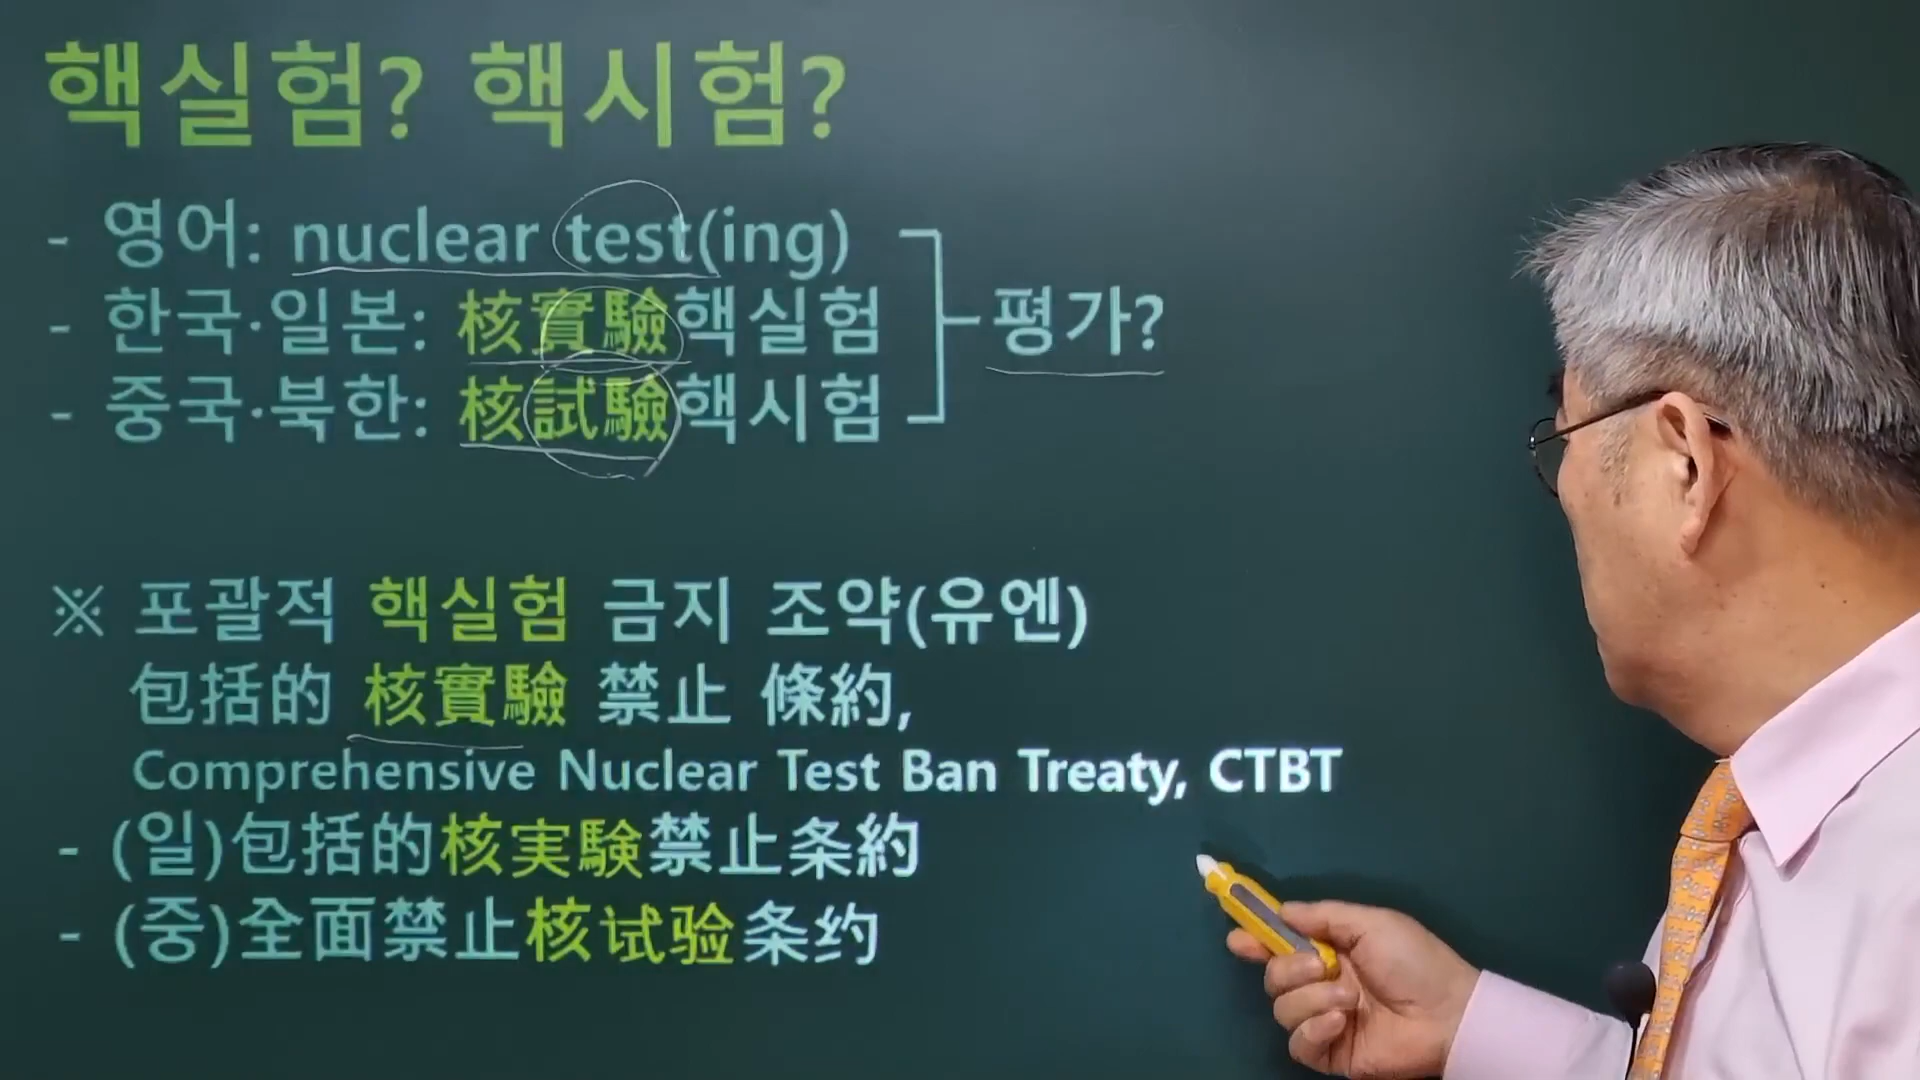 핵실험? 핵시험?
- 영어: nuclear test(ing)
- 한국·일본: 核實驗핵실험
- 중국·북한: 核試驗핵시험
평가?
※ 포괄적 핵실험 금지 조약(유엔)
包括的 核實驗 禁止 條約,
Comprehensive Nuclear Test Ban Treaty, CTBT
- (일)包括的核実験禁止条約
- (중)全面禁止核试验条约